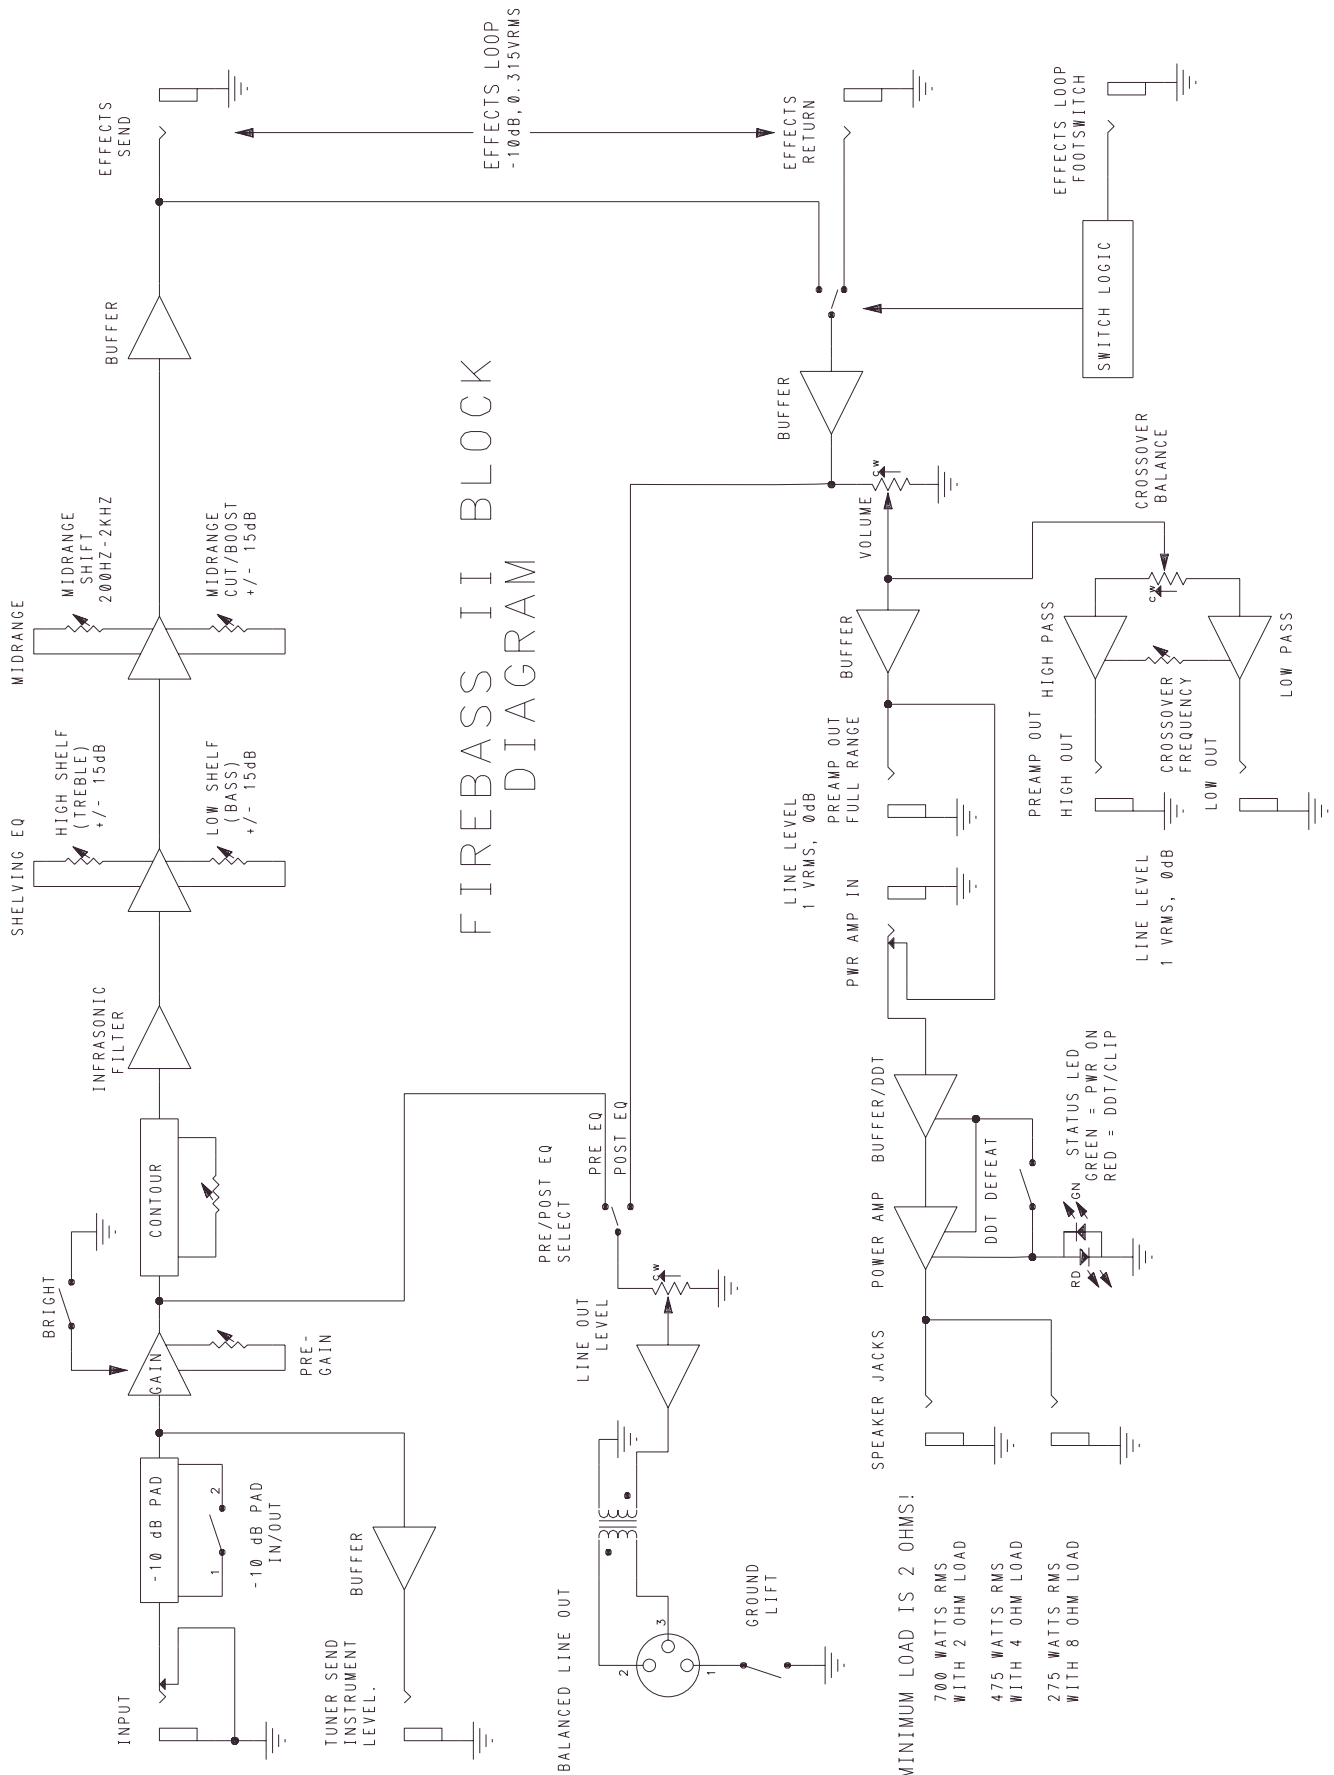 INPUT
-10 dB PAD
1
2
-10 dB PAD
IN/OUT
BRIGHT
GAIN
PRE-
GAIN
CONTOUR
INFRASONIC
FILTER
SHELVING EQ
HIGH SHELF
(TREBLE)
+/- 15dB
LOW SHELF
(BASS)
+/- 15dB
MIDRANGE
MIDRANGE
SHIFT
200HZ-2KHZ
MIDRANGE
CUT/BOOST
+/- 15dB
BUFFER
EFFECTS
SEND
TUNER SEND
INSTRUMENT
LEVEL.
BUFFER
FIREBASS II BLOCK
DIAGRAM
EFFECTS LOOP
-10dB,0.315VRMS
BALANCED LINE OUT
2
3
1
GROUND
LIFT
LINE OUT
LEVEL
CW
PRE/POST EQ
SELECT
PRE EQ
POST EQ
EFFECTS
RETURN
BUFFER
VOLUME
CW
BUFFER
LINE LEVEL
1 VRMS, 0dB
PREAMP OUT
FULL RANGE
PWR AMP IN
EFFECTS LOOP
FOOTSWITCH
SWITCH LOGIC
CROSSOVER
BALANCE
CW
HIGH PASS
LOW PASS
CROSSOVER
FREQUENCY
PREAMP OUT
HIGH OUT
LOW OUT
LINE LEVEL
1 VRMS, 0dB
BUFFER/DDT
POWER AMP
DDT DEFEAT
STATUS LED
GREEN = PWR ON
RED = DDT/CLIP
RD
GN
SPEAKER JACKS
MINIMUM LOAD IS 2 OHMS!
700 WATTS RMS
WITH 2 OHM LOAD
475 WATTS RMS
WITH 4 OHM LOAD
275 WATTS RMS
WITH 8 OHM LOAD